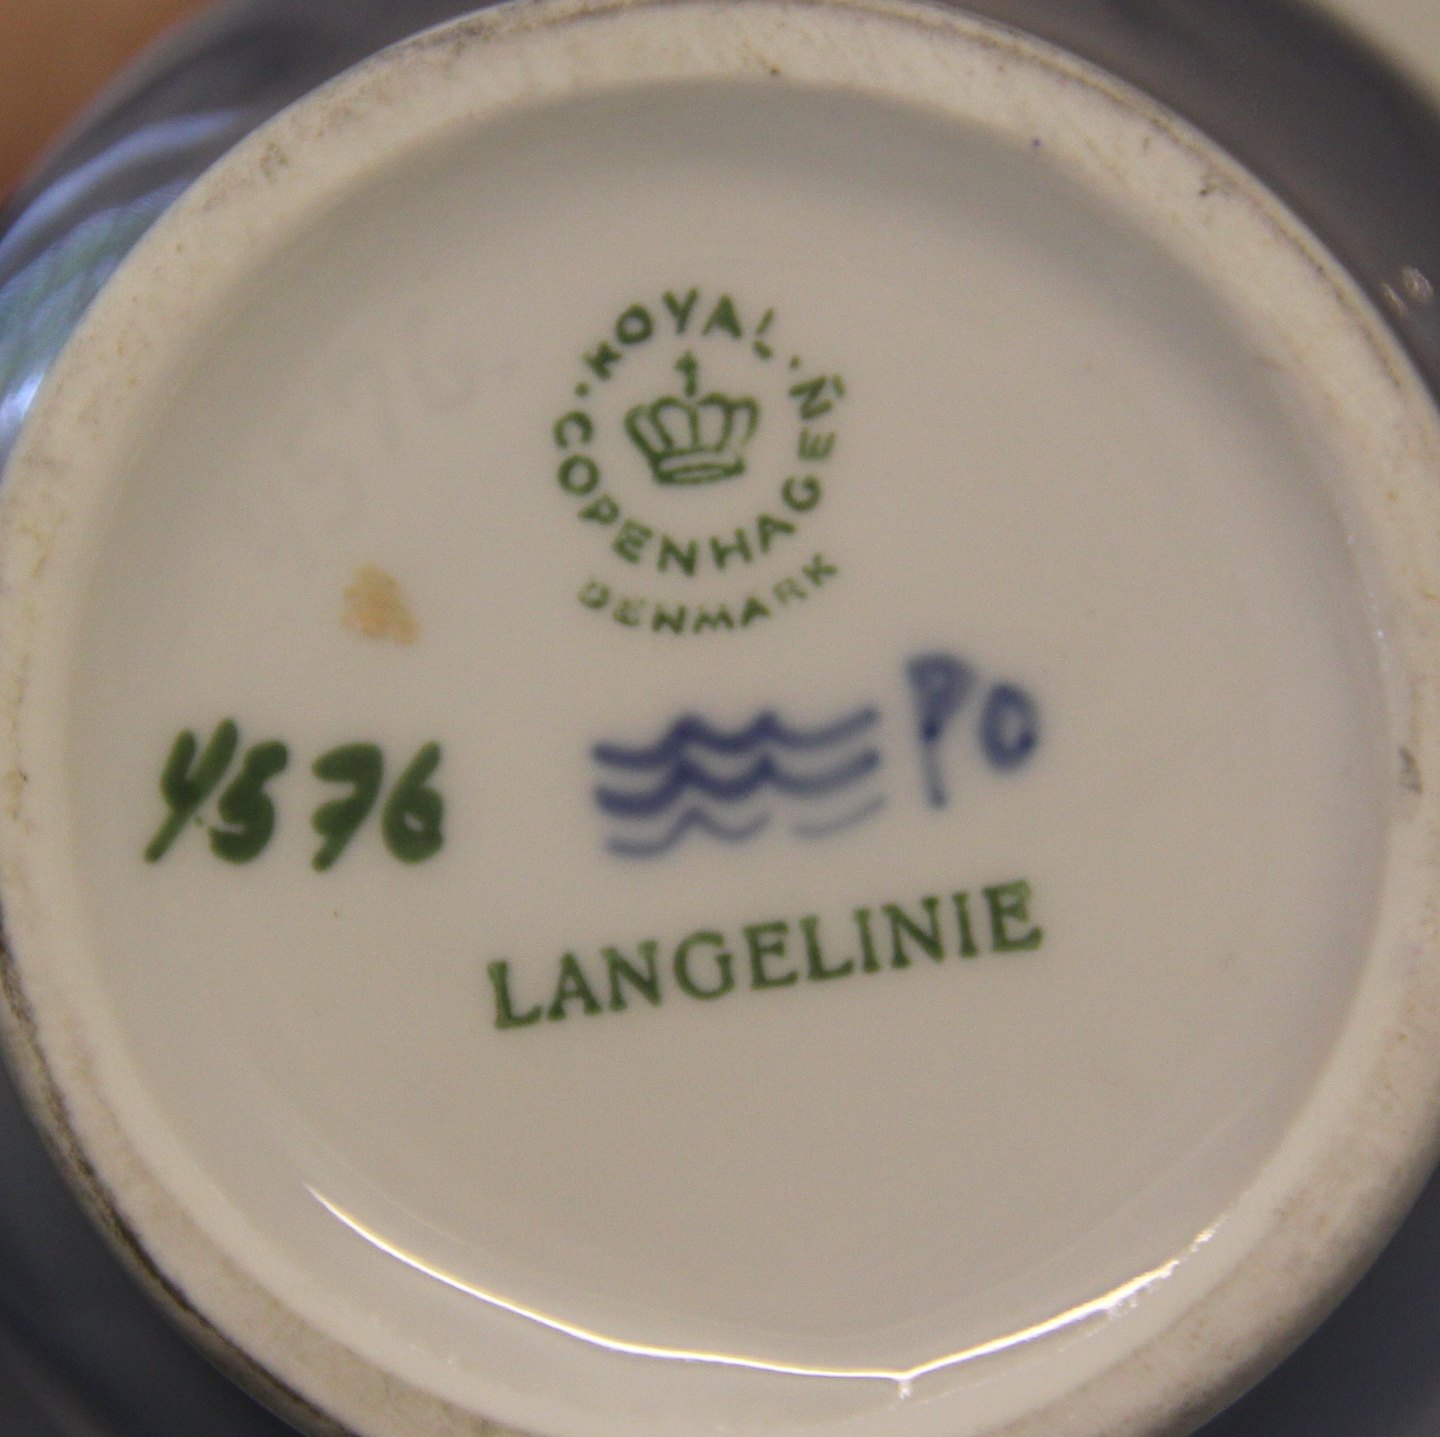 ROYAL
COPENHAGEN
DENMARK
4576
PO
LANGELINIE